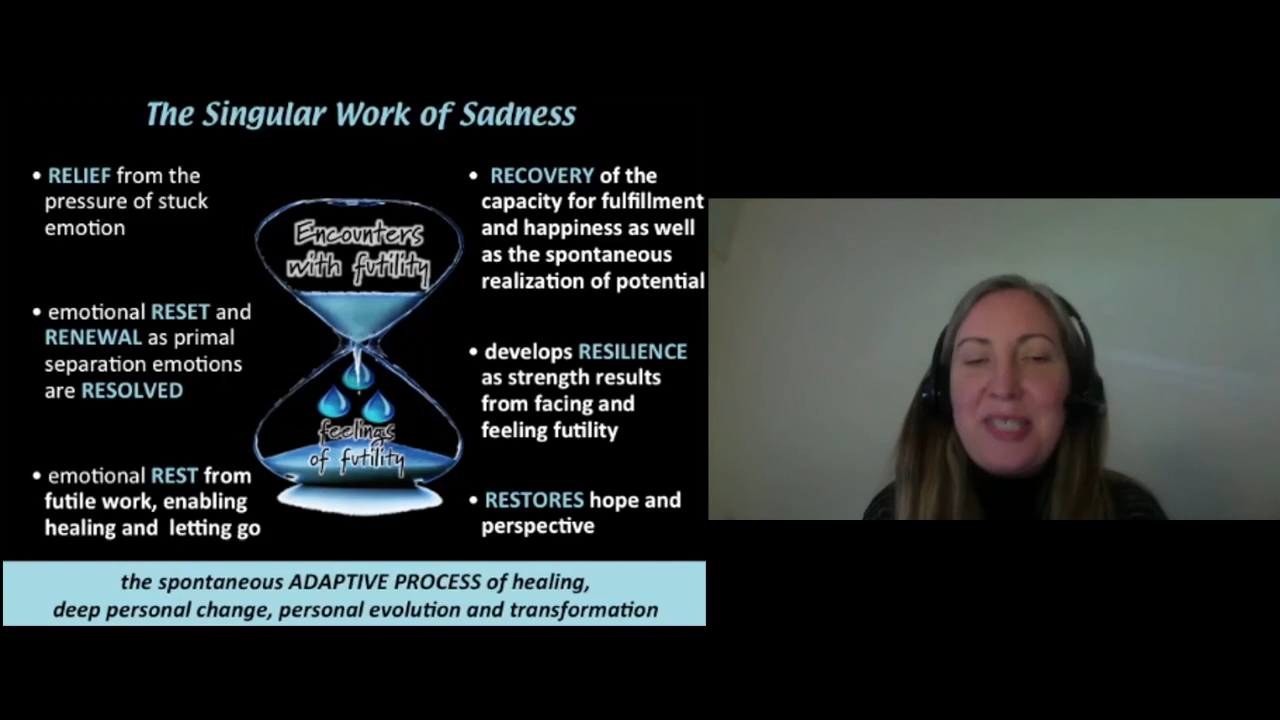 The Singular Work of Sadness
• RELIEF from the
pressure of stuck
emotion
• emotional RESET and
RENEWAL as primal
separation emotions
are RESOLVED
• emotional REST from
futile work, enabling
healing and letting go
Encounters
with futility
feelings
of futility
• RECOVERY of the
capacity for fulfillment
and happiness as well
as the spontaneous
realization of potential
• develops RESILIENCE
as strength results
from facing and
feeling futility
• RESTORES hope and
perspective
the spontaneous ADAPTIVE PROCESS of healing,
deep personal change, personal evolution and transformation